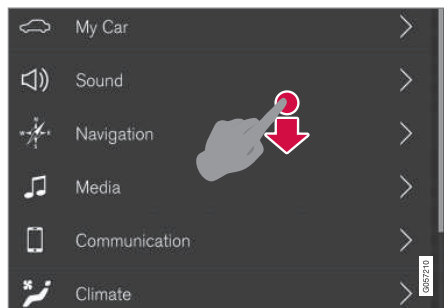 My Car
Sound
Navigation
Media
Communication
Climate
G057210